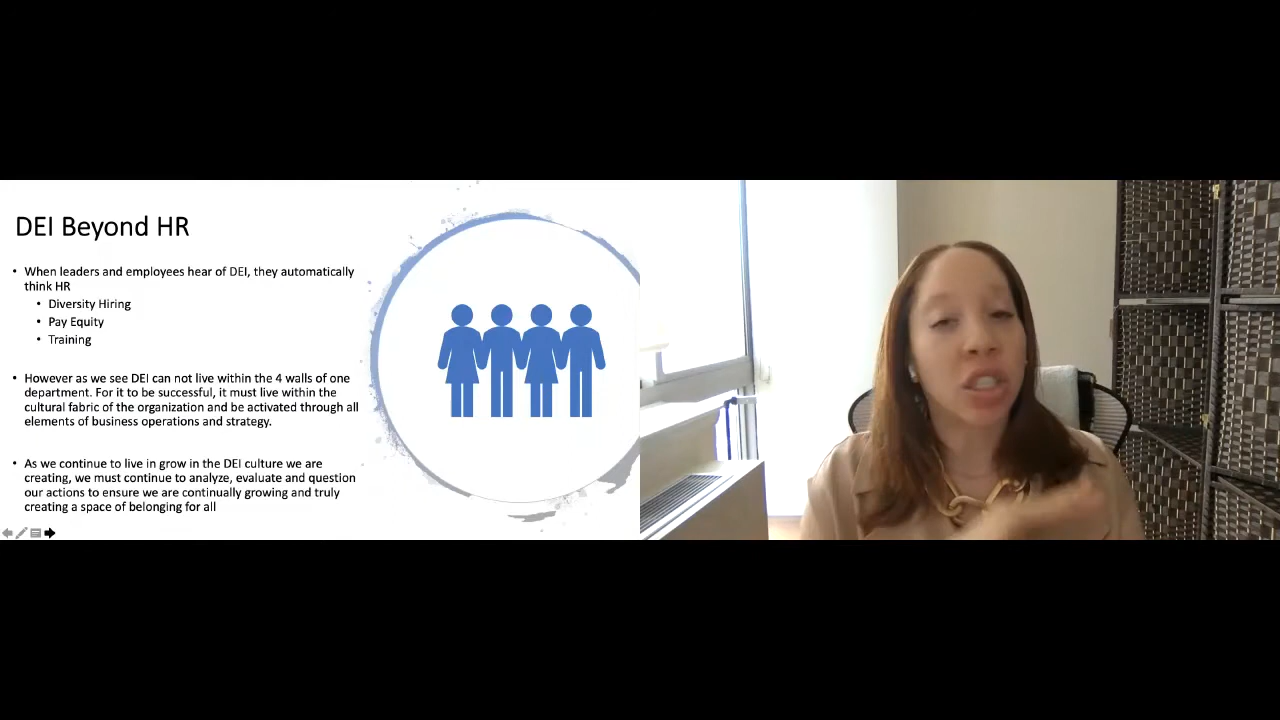 DEI Beyond HR
• When leaders and employees hear of DEI, they automatically
think HR
• Diversity Hiring
• Pay Equity
• Training
• However as we see DEI can not live within the 4 walls of one
department. For it to be successful, it must live within the
cultural fabric of the organization and be activated through all
elements of business operations and strategy.
• As we continue to live in grow in the DEI culture we are
creating, we must continue to analyze, evaluate and question
our actions to ensure we are continually growing and truly
creating a space of belonging for all